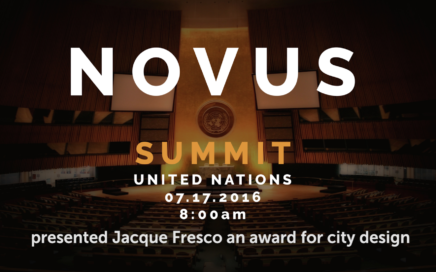 NOVUS
SUMMIT
UNITED NATIONS
07.17.2016
8:00am
presented Jacque Fresco an award for city design